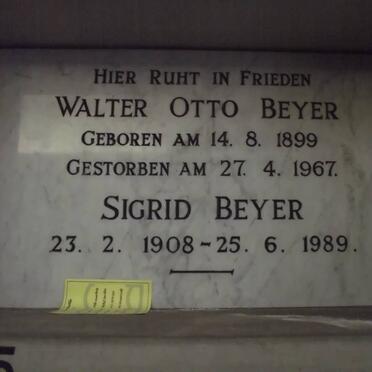 HIER RUHT IN FRIEDEN
WALTER OTTO BEYER
GEBOREN AM 14. 8. 1899
GESTORBEN AM 27. 4. 1967.
SIGRID BEYER
23. 2. 1908 ~ 25. 6. 1989.